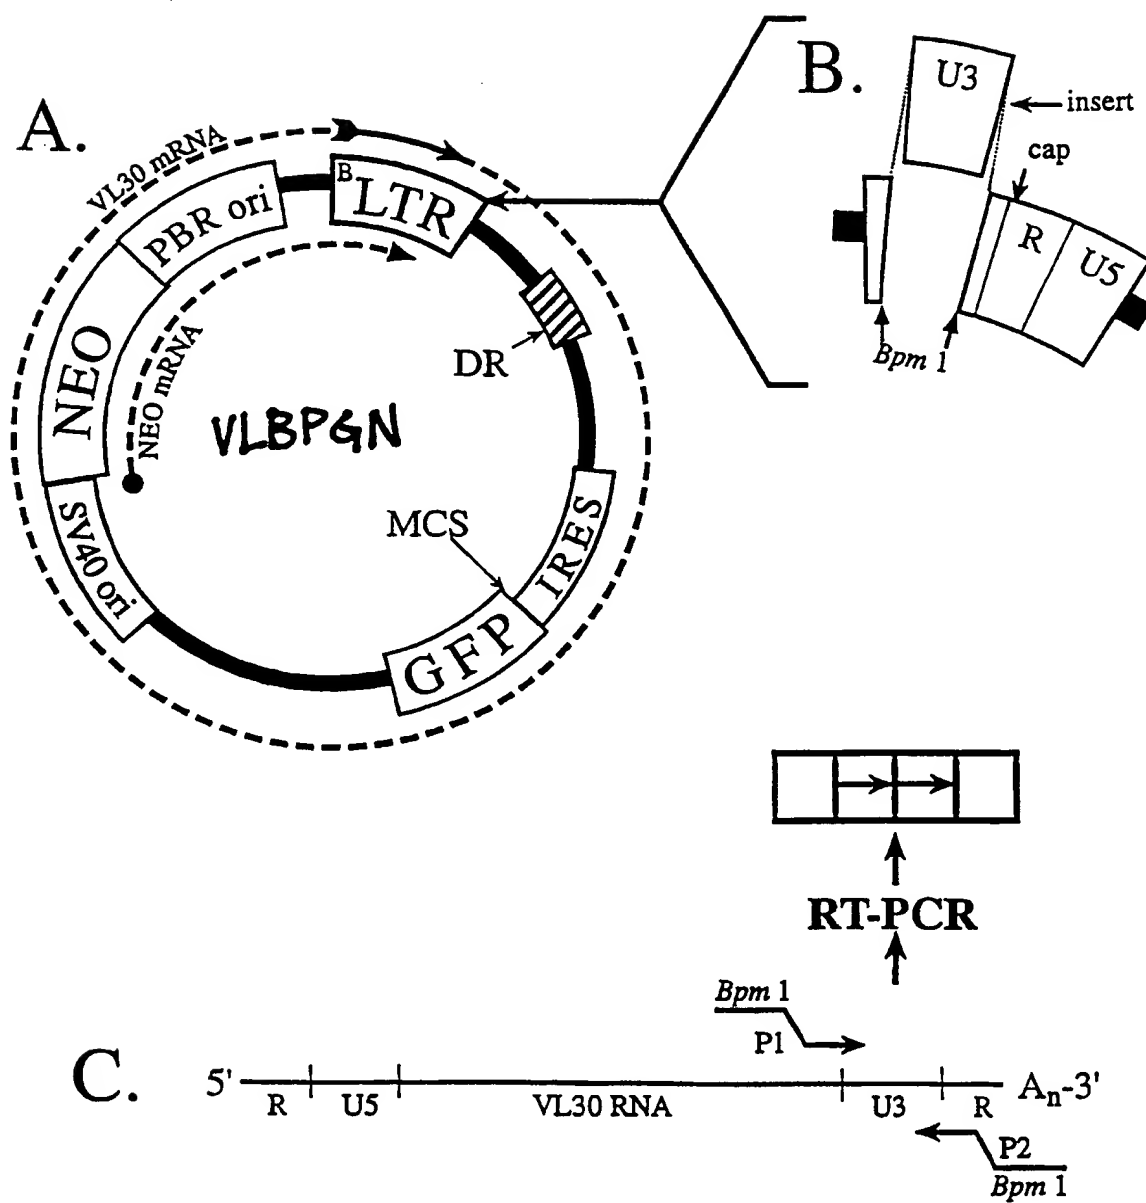 A.
VL30 mRNA
PBR ori
B
LTR
NEO
NEO mRNA
VLBPGN
DR
SV40 ori
MCS
IRES
GFP
B.
U3
insert
cap
R
U5
Bpm 1
RT-PCR
Bpm 1
P1
C.
5'
An-3'
R
U5
VL30 RNA
U3
R
P2
Bpm 1